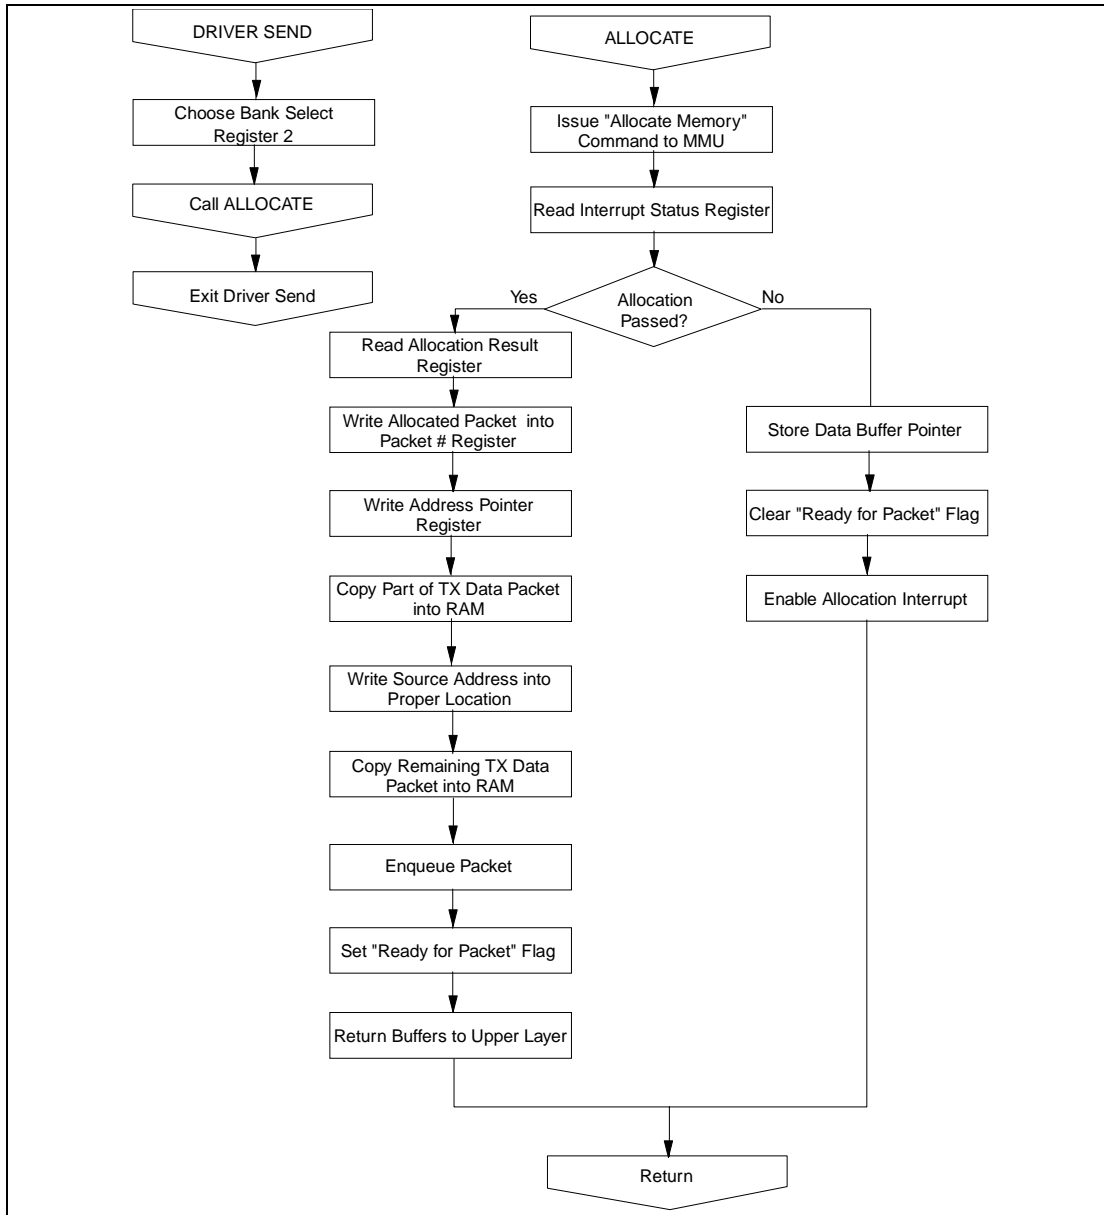 DRIVER SEND
Choose Bank Select
Register 2
Call ALLOCATE
Exit Driver Send
ALLOCATE
Issue "Allocate Memory"
Command to MMU
Read Interrupt Status Register
Allocation
Passed?
Yes
No
Read Allocation Result
Register
Write Allocated Packet into
Packet # Register
Write Address Pointer
Register
Copy Part of TX Data Packet
into RAM
Write Source Address into
Proper Location
Copy Remaining TX Data
Packet into RAM
Enqueue Packet
Set "Ready for Packet" Flag
Return Buffers to Upper Layer
Store Data Buffer Pointer
Clear "Ready for Packet" Flag
Enable Allocation Interrupt
Return